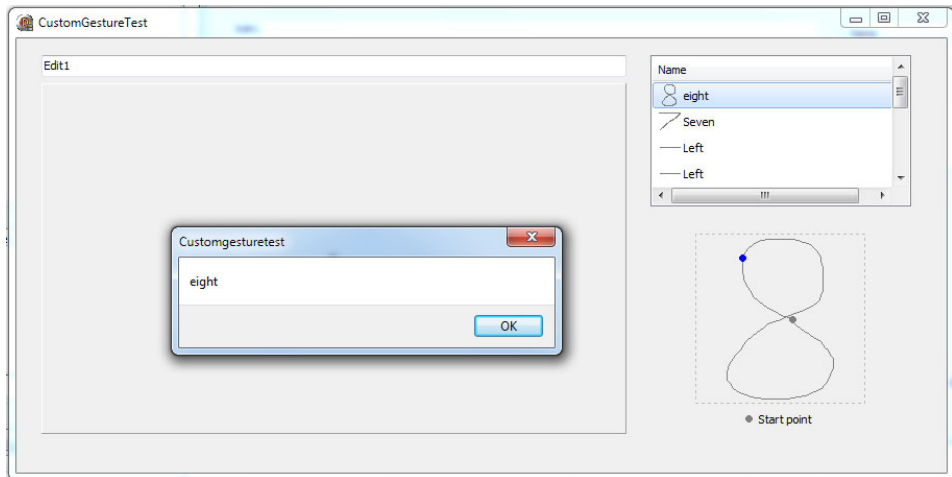 CustomGestureTest
Edit1
Name
eight
Seven
Left
Left
Customgesturetest
eight
OK
Start point